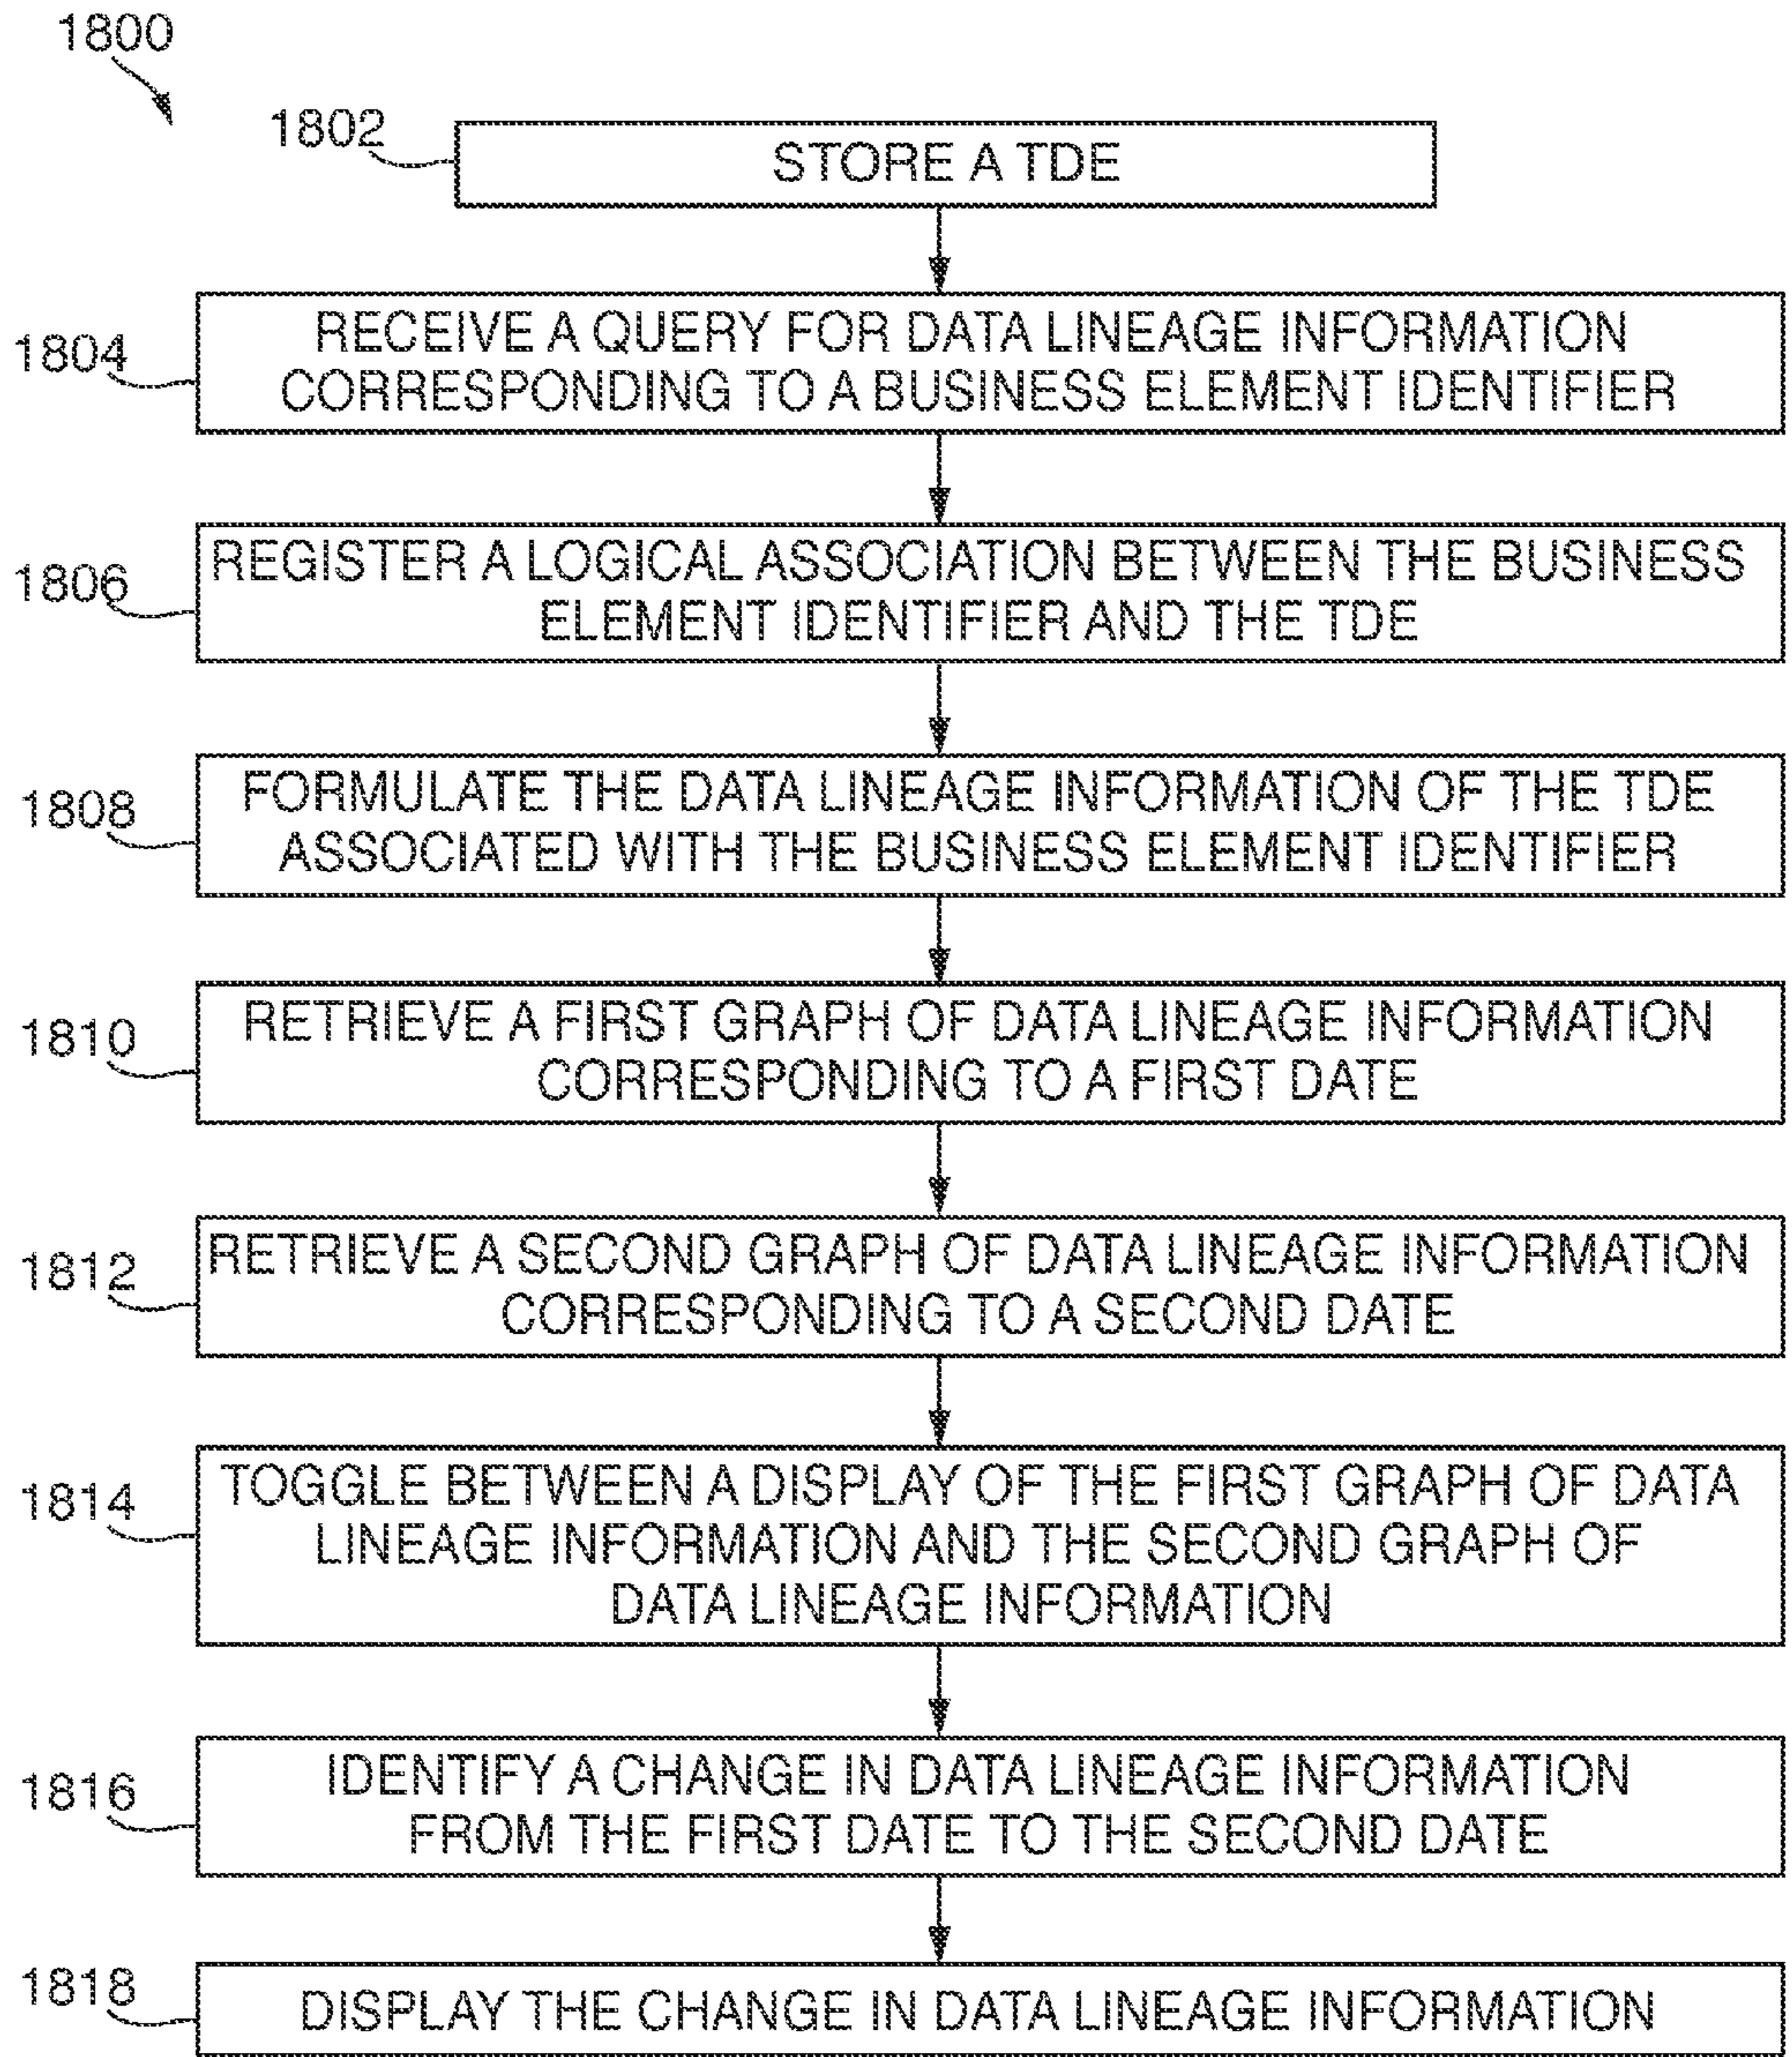 1800
1802
STORE A TDE
1804
RECEIVE A QUERY FOR DATA LINEAGE INFORMATION
CORRESPONDING TO A BUSINESS ELEMENT IDENTIFIER
1806
REGISTER A LOGICAL ASSOCIATION BETWEEN THE BUSINESS
ELEMENT IDENTIFIER AND THE TDE
1808
FORMULATE THE DATA LINEAGE INFORMATION OF THE TDE
ASSOCIATED WITH THE BUSINESS ELEMENT IDENTIFIER
1810
RETRIEVE A FIRST GRAPH OF DATA LINEAGE INFORMATION
CORRESPONDING TO A FIRST DATE
1812
RETRIEVE A SECOND GRAPH OF DATA LINEAGE INFORMATION
CORRESPONDING TO A SECOND DATE
1814
TOGGLE BETWEEN A DISPLAY OF THE FIRST GRAPH OF DATA
LINEAGE INFORMATION AND THE SECOND GRAPH OF
DATA LINEAGE INFORMATION
1816
IDENTIFY A CHANGE IN DATA LINEAGE INFORMATION
FROM THE FIRST DATE TO THE SECOND DATE
1818
DISPLAY THE CHANGE IN DATA LINEAGE INFORMATION